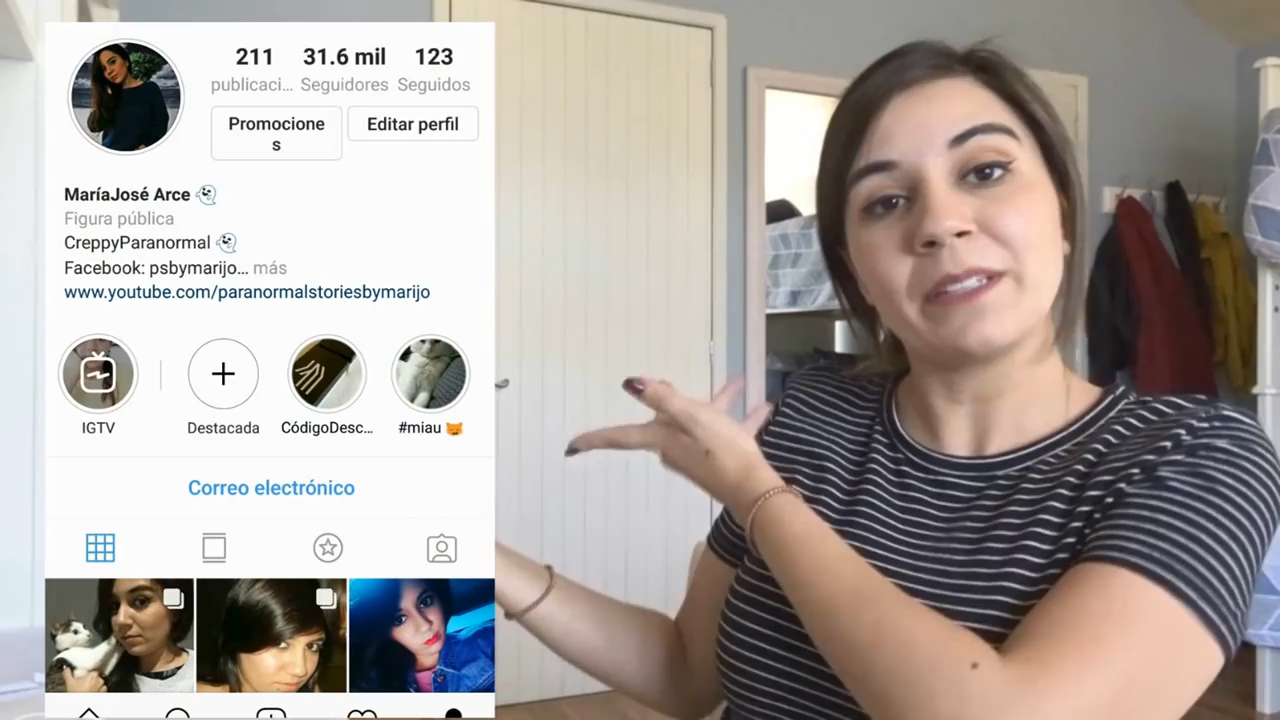 211 31.6 mil 123
publicaci... Seguidores Seguidos
Promocione
s
Editar perfil
MaríaJosé Arce
Figura pública
CreppyParanormal
Facebook: psbymarijo... más
www.youtube.com/paranormalstoriesbymarijo
IGTV Destacada CódigoDesc... #miau
Correo electrónico